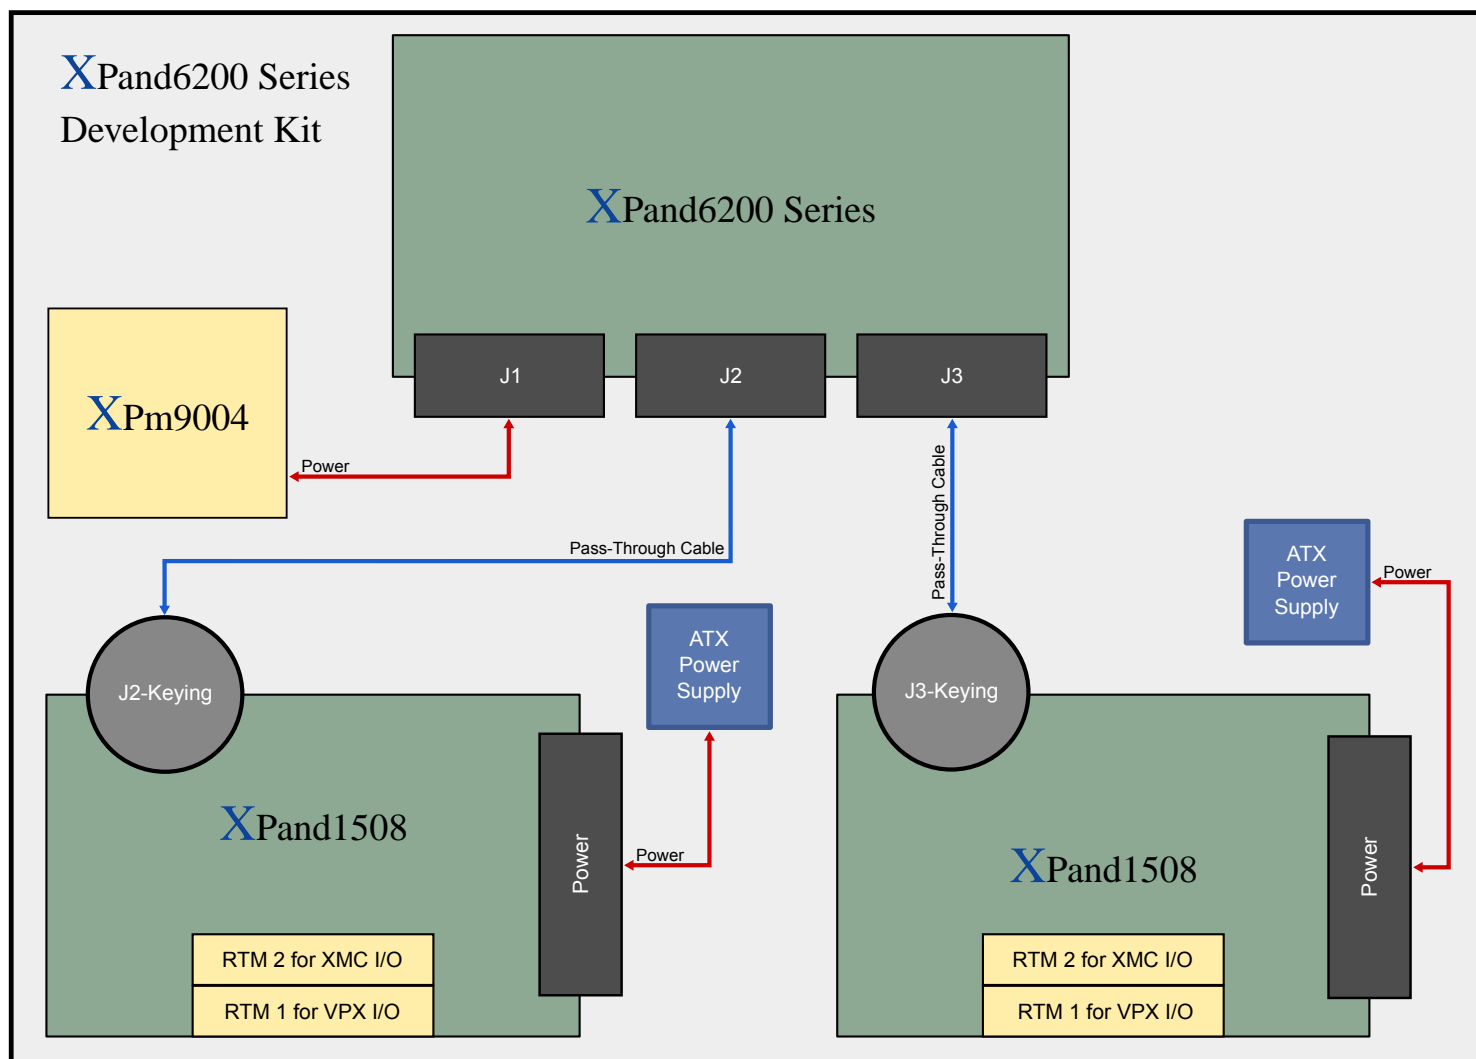 XPand6200 Series
Development Kit
XPand6200 Series
J1
J2
J3
XPm9004
Power
Pass-Through Cable
Pass-Through Cable
ATX
Power
Supply
Power
ATX
Power
Supply
J2-Keying
J3-Keying
XPand1508
Power
Power
XPand1508
Power
RTM 2 for XMC I/O
RTM 1 for VPX I/O
RTM 2 for XMC I/O
RTM 1 for VPX I/O